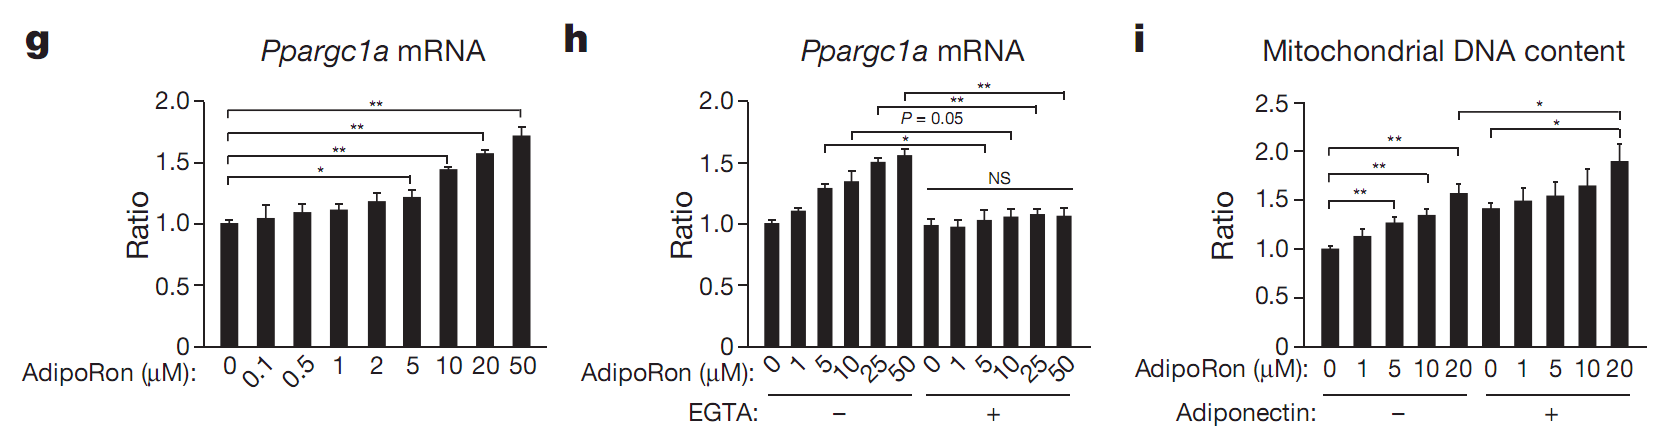 g
Ppargc1a mRNA
Ratio
2.0
1.5
1.0
0.5
0
**
**
**
*
AdipoRon (μM): 0 0.1 0.5 1 2 5 10 20 50
h
Ppargc1a mRNA
Ratio
2.0
1.5
1.0
0.5
0
**
**
P = 0.05
*
NS
AdipoRon (μM): 0 1 5 10 25 50 0 1 5 10 25 50
EGTA: – +
i
Mitochondrial DNA content
Ratio
2.5
2.0
1.5
1.0
0.5
0
*
*
**
**
**
AdipoRon (μM): 0 1 5 10 20 0 1 5 10 20
Adiponectin: – +